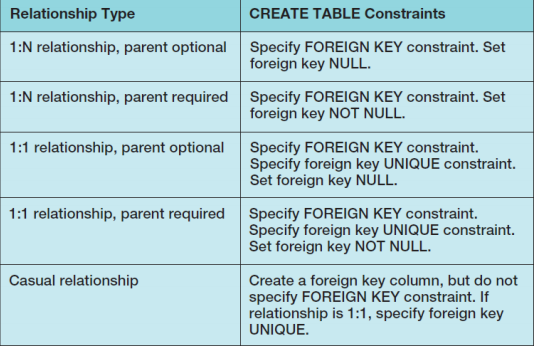 Relationship Type
CREATE TABLE Constraints
1:N relationship, parent optional
Specify FOREIGN KEY constraint. Set
foreign key NULL.
1:N relationship, parent required
Specify FOREIGN KEY constraint. Set
foreign key NOT NULL.
1:1 relationship, parent optional
Specify FOREIGN KEY constraint.
Specify foreign key UNIQUE constraint.
Set foreign key NULL.
1:1 relationship, parent required
Specify FOREIGN KEY constraint.
Specify foreign key UNIQUE constraint.
Set foreign key NOT NULL.
Casual relationship
Create a foreign key column, but do not
specify FOREIGN KEY constraint. If
relationship is 1:1, specify foreign key
UNIQUE.